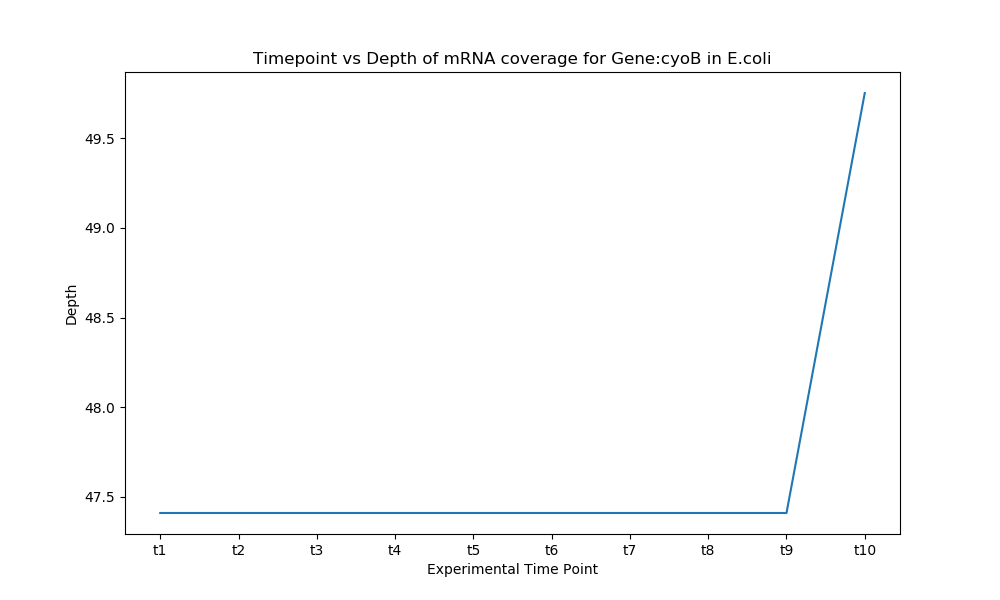 Timepoint vs Depth of mRNA coverage for Gene:cyoB in E.coli
49.5
49.0
48.5
48.0
47.5
Depth
t1 t2 t3 t4 t5 t6 t7 t8 t9 t10
Experimental Time Point